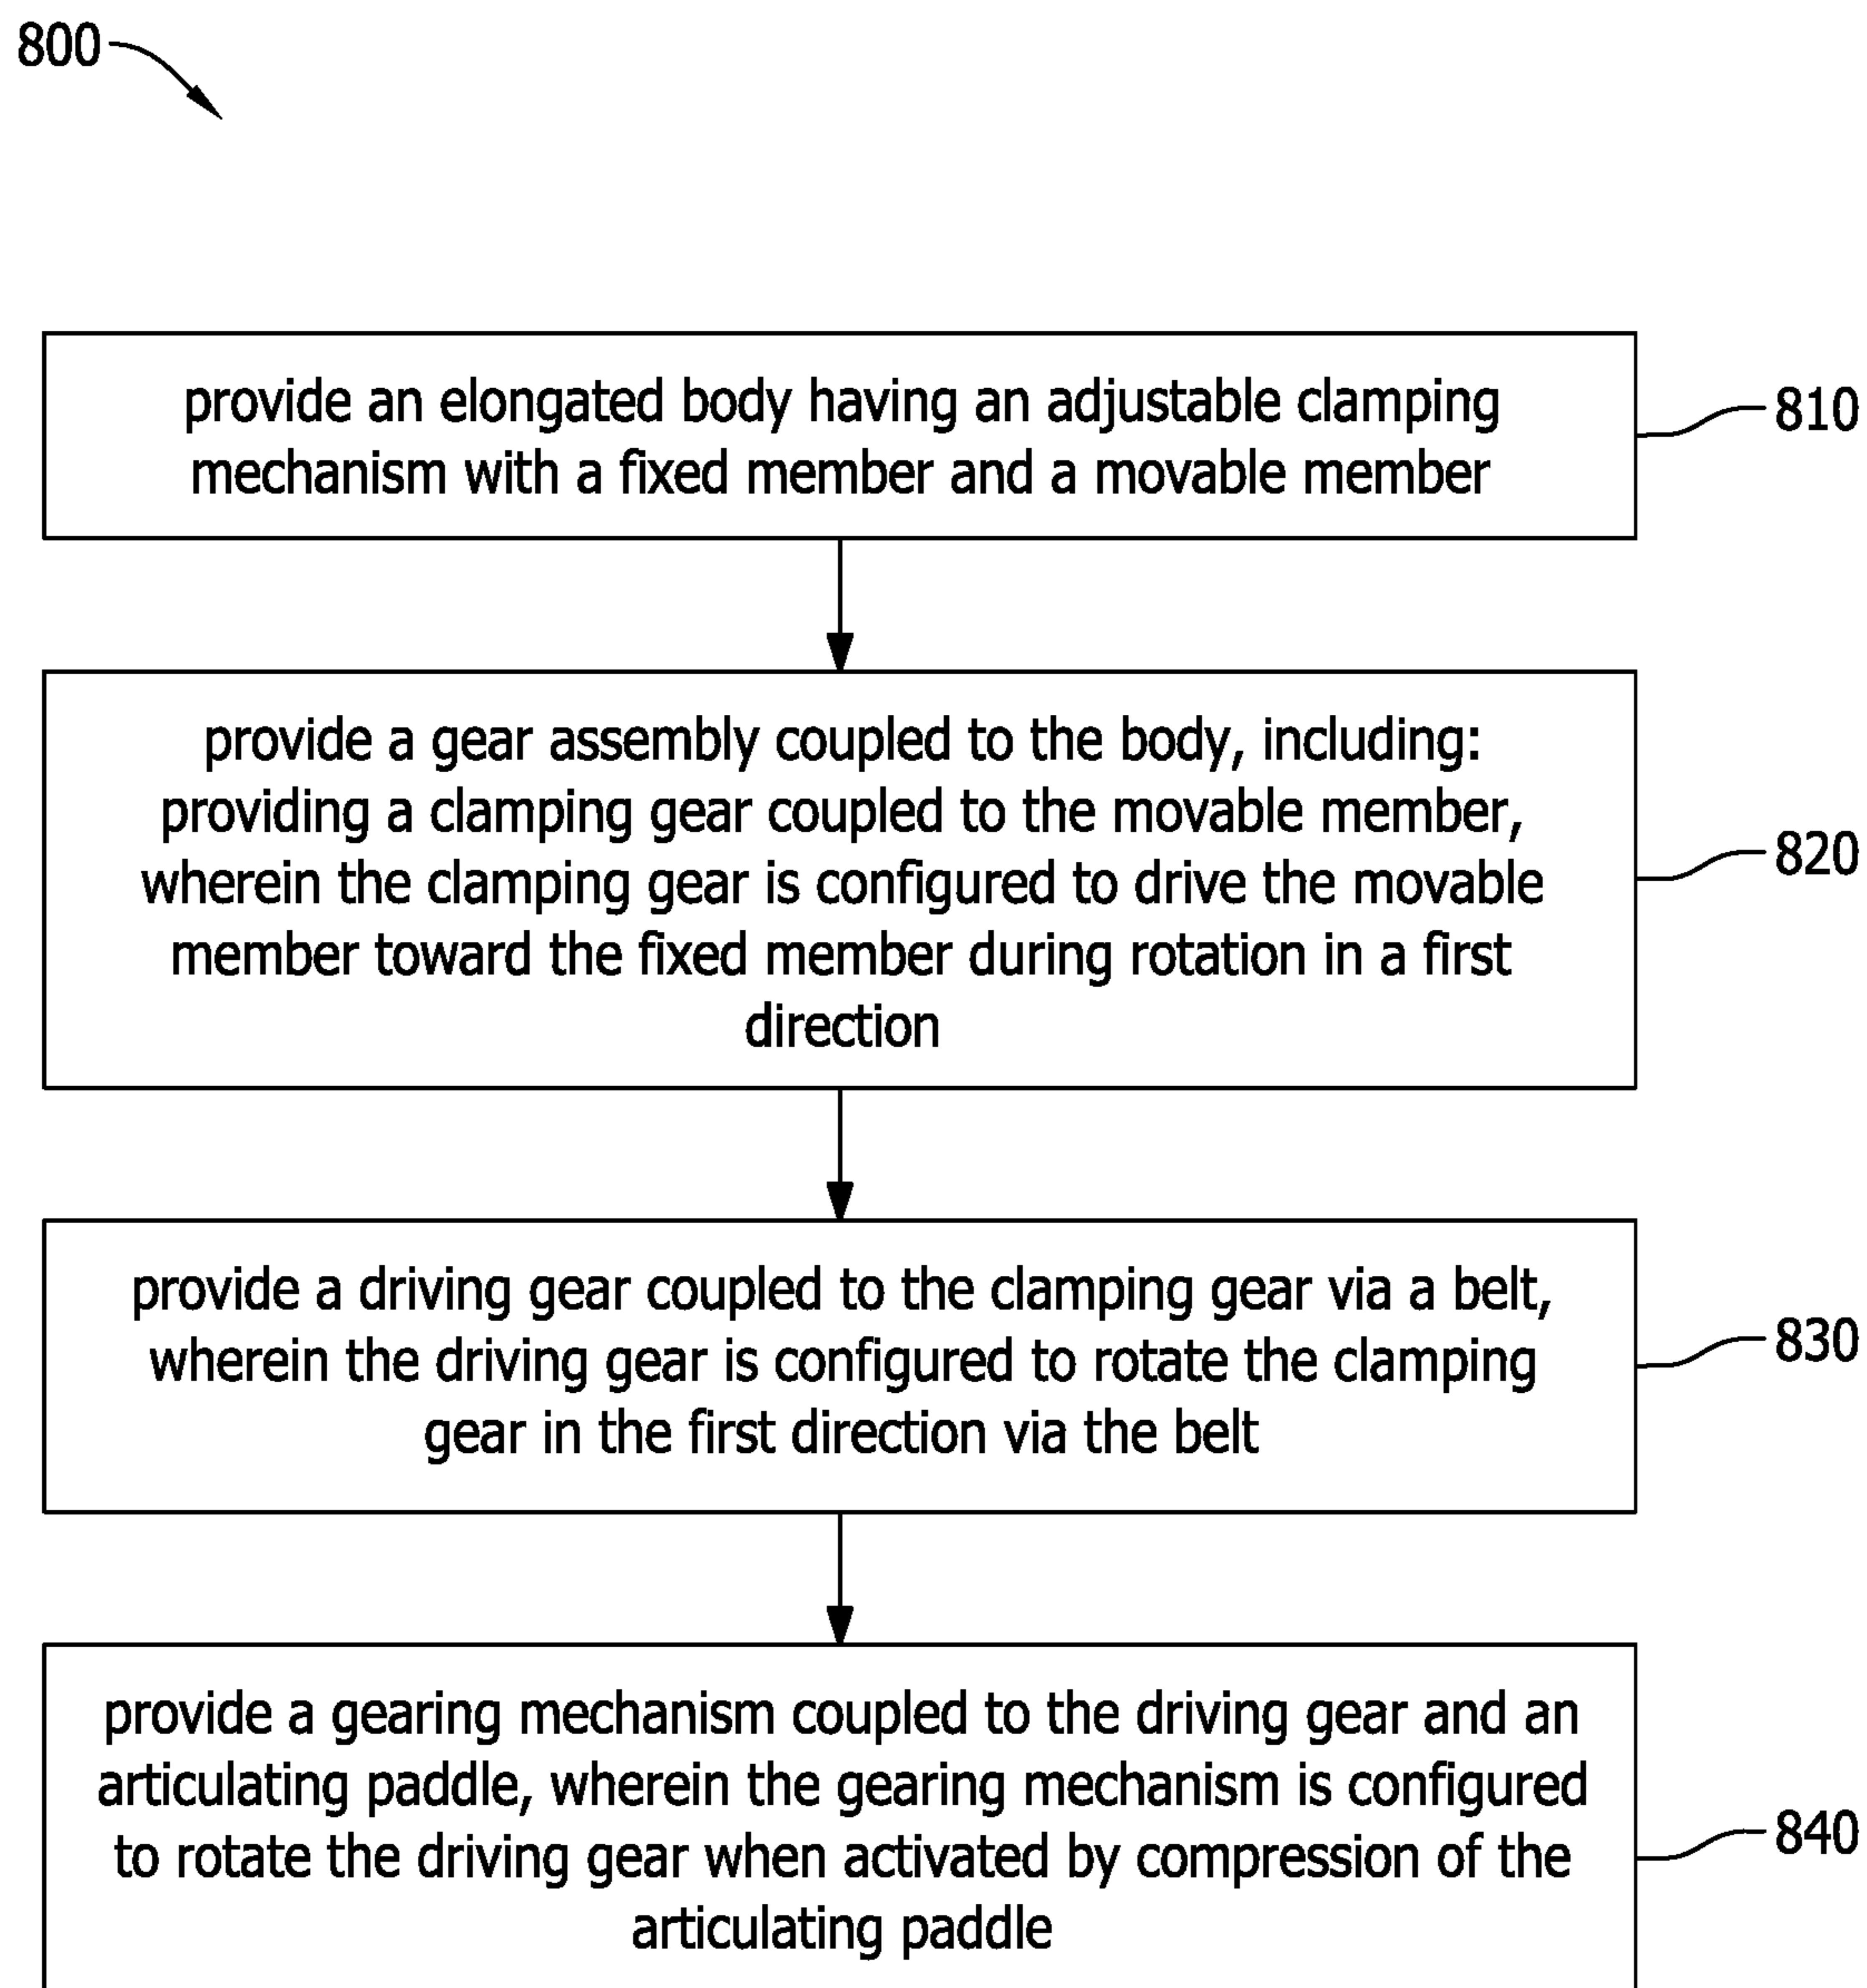 800
provide an elongated body having an adjustable clamping
mechanism with a fixed member and a movable member
810
provide a gear assembly coupled to the body, including:
providing a clamping gear coupled to the movable member,
wherein the clamping gear is configured to drive the movable
member toward the fixed member during rotation in a first
direction
820
provide a driving gear coupled to the clamping gear via a belt,
wherein the driving gear is configured to rotate the clamping
gear in the first direction via the belt
830
provide a gearing mechanism coupled to the driving gear and an
articulating paddle, wherein the gearing mechanism is configured
to rotate the driving gear when activated by compression of the
articulating paddle
840